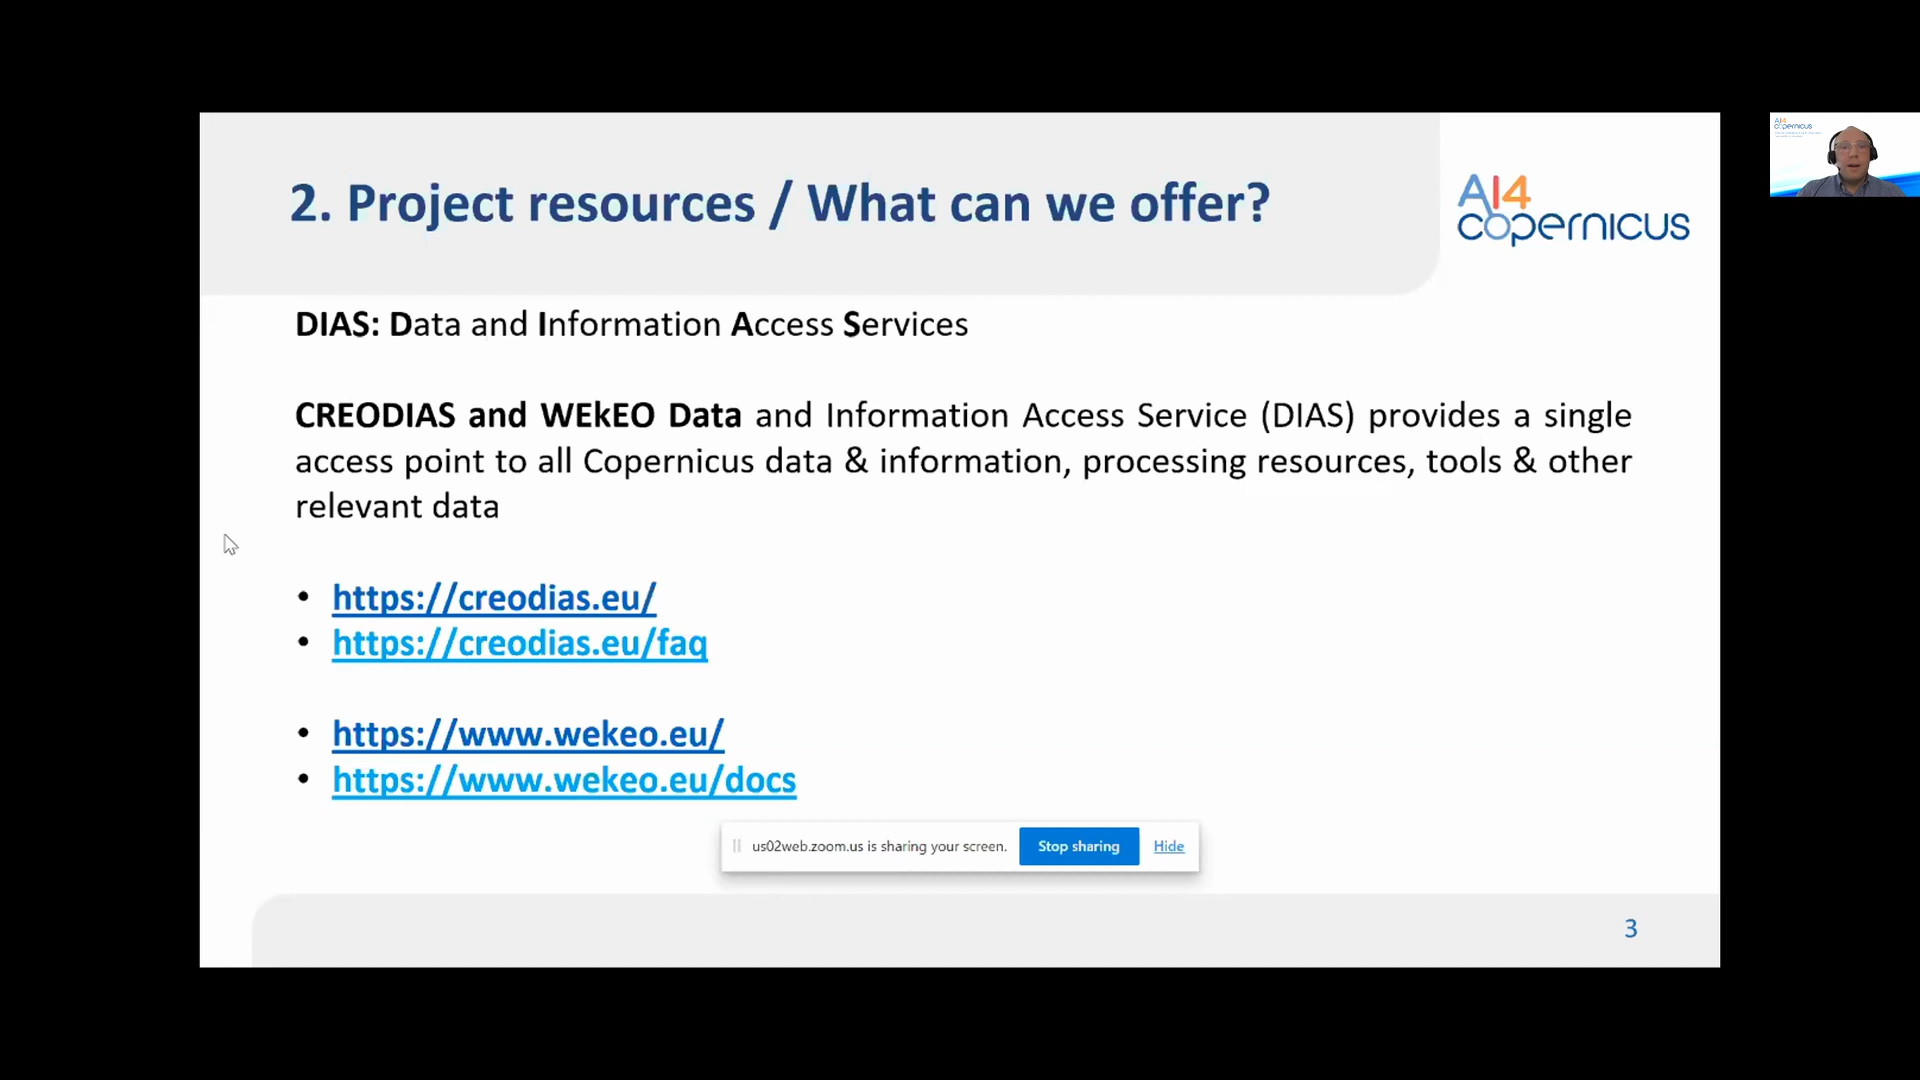 2. Project resources / What can we offer?
AI4
copernicus
AI4
copernicus
DIAS: Data and Information Access Services
CREODIAS and WEkEO Data and Information Access Service (DIAS) provides a single
access point to all Copernicus data & information, processing resources, tools & other
relevant data
• https://creodias.eu/
• https://creodias.eu/faq
• https://www.wekeo.eu/
• https://www.wekeo.eu/docs
us02web.zoom.us is sharing your screen. Stop sharing Hide
3